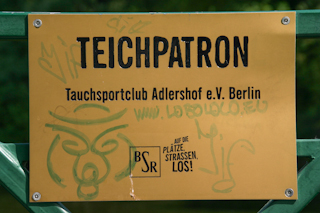 TEICHPATRON
Tauchsportclub Adlershof e.V. Berlin
BSR
AUF DIE
PLÄTZE,
STRASSEN,
LOS!